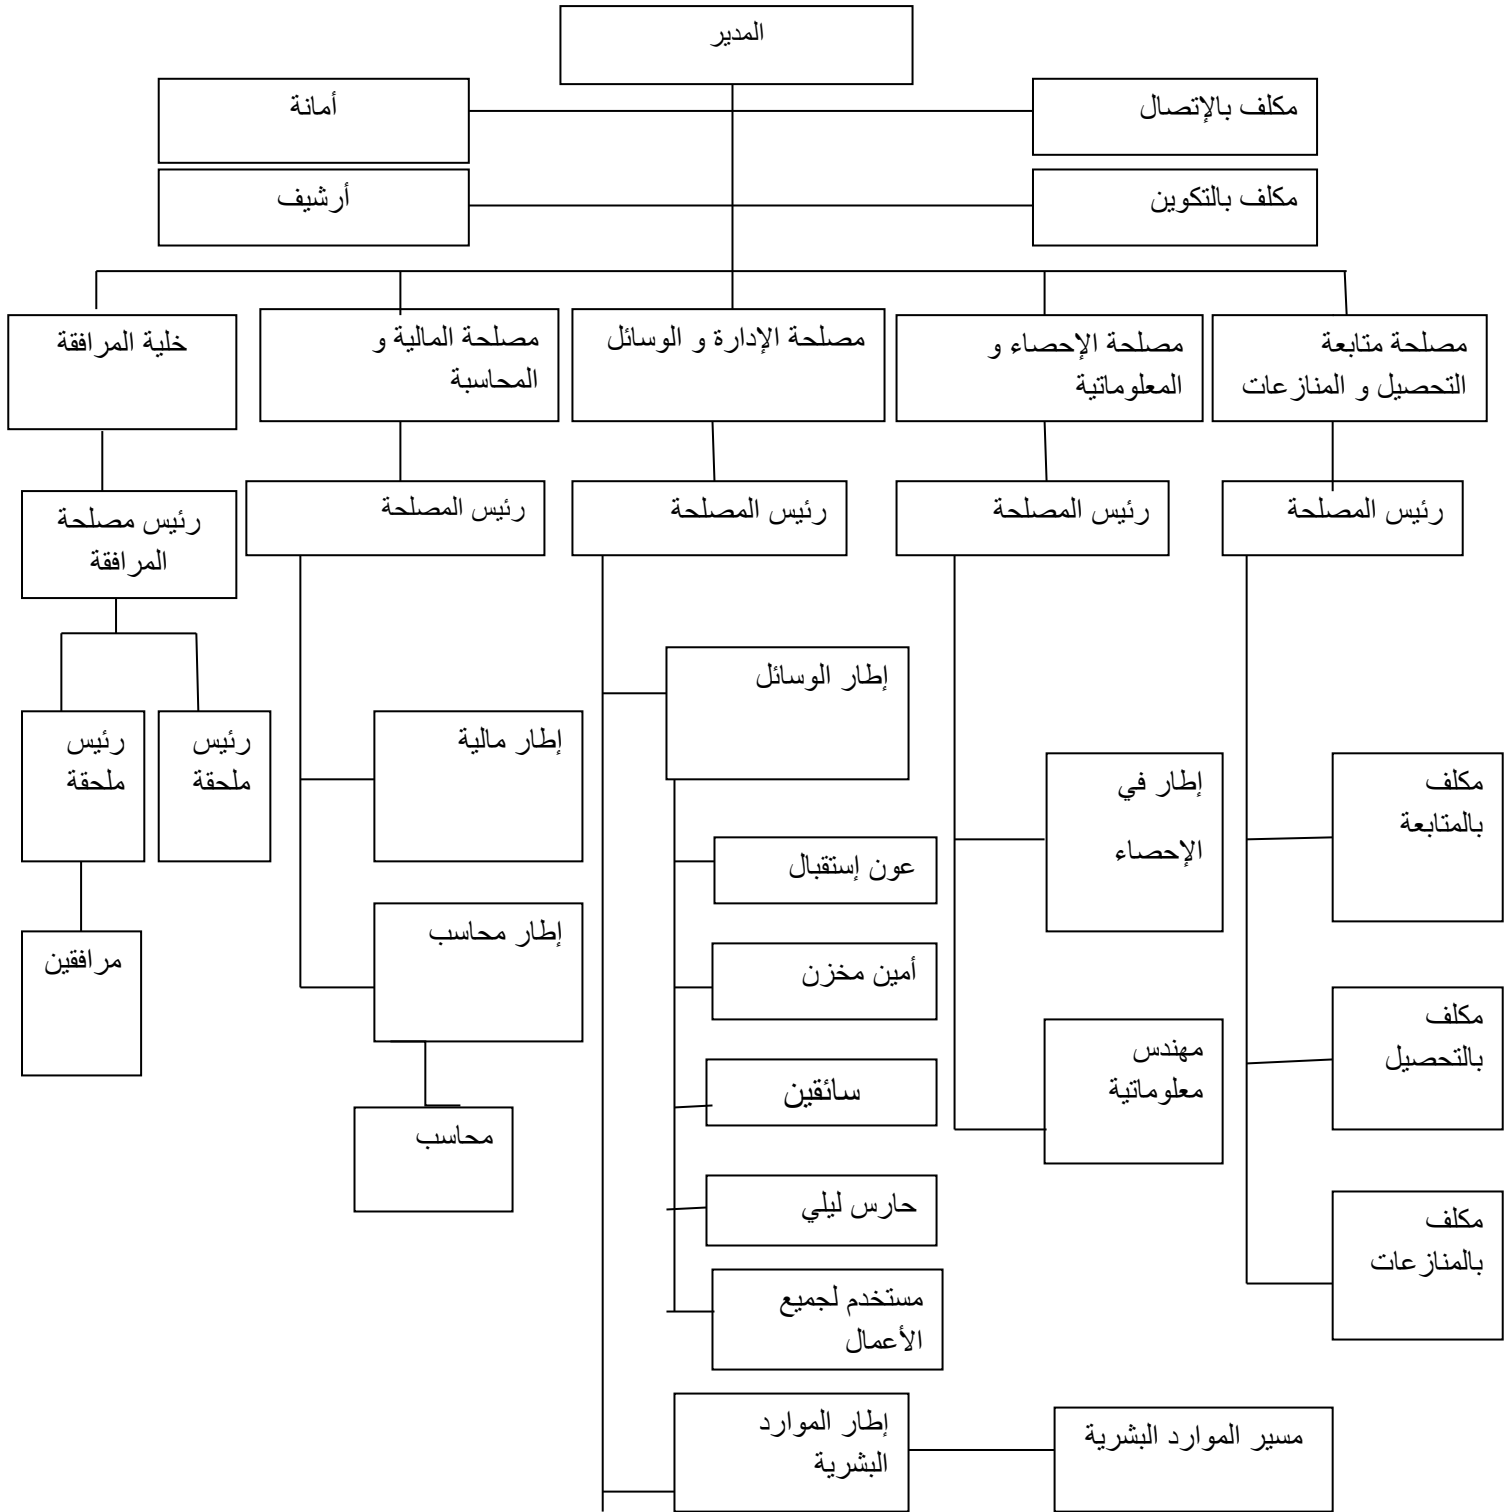 المدير
مكلف بالإتصال
أمانة
مكلف بالتكوين
أرشيف
مصلحة متابعة
التحصيل و المنازعات
مصلحة الإحصاء و
المعلوماتية
مصلحة الإدارة و الوسائل
مصلحة المالية و
المحاسبة
خلية المرافقة
رئيس المصلحة
رئيس المصلحة
رئيس المصلحة
رئيس المصلحة
رئيس مصلحة
المرافقة
مكلف
بالمتابعة
مكلف
بالتحصيل
مكلف
بالمنازعات
إطار في
الإحصاء
مهندس
معلوماتية
إطار الوسائل
عون إستقبال
أمين مخزن
سائقين
حارس ليلي
مستخدم لجميع
الأعمال
إطار الموارد
البشرية
مسير الموارد البشرية
إطار مالية
إطار محاسب
محاسب
رئيس
ملحقة
رئيس
ملحقة
مرافقين